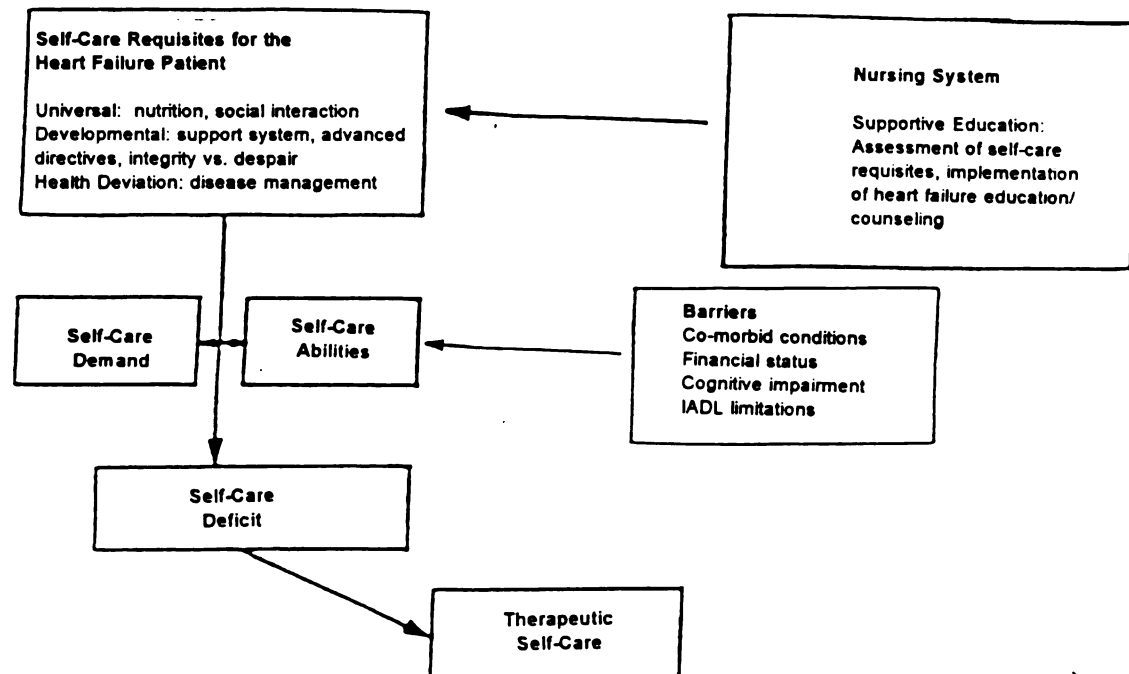 Self-Care Requisites for the
Heart Failure Patient
Universal: nutrition, social interaction
Developmental: support system, advanced
directives, integrity vs. despair
Health Deviation: disease management
Nursing System
Supportive Education:
Assessment of self-care
requisites, implementation
of heart failure education/
counseling
Self-Care
Demand
Self-Care
Abilities
Barriers
Co-morbid conditions
Financial status
Cognitive impairment
IADL limitations
Self-Care
Deficit
Therapeutic
Self-Care